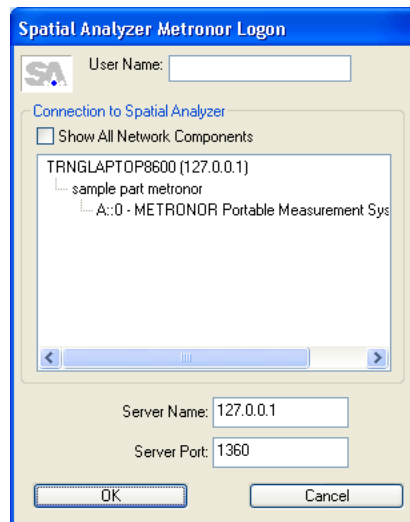 Spatial Analyzer Metronor Logon
SA
User Name:
Connection to Spatial Analyzer
Show All Network Components
TRNGLAPTOP8600 (127.0.0.1)
sample part metronor
A::0 - METRONOR Portable Measurement Sys
Server Name: 127.0.0.1
Server Port: 1360
OK Cancel